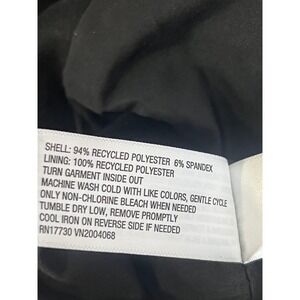 SHELL: 94% RECYCLED POLYESTER 6% SPANDEX
LINING: 100% RECYCLED POLYESTER
TURN GARMENT INSIDE OUT
MACHINE WASH COLD WITH LIKE COLORS, GENTLE CYCLE
ONLY NON-CHLORINE BLEACH WHEN NEEDED
TUMBLE DRY LOW, REMOVE PROMPTLY
COOL IRON ON REVERSE SIDE IF NEEDED
RN17730 VN2004068